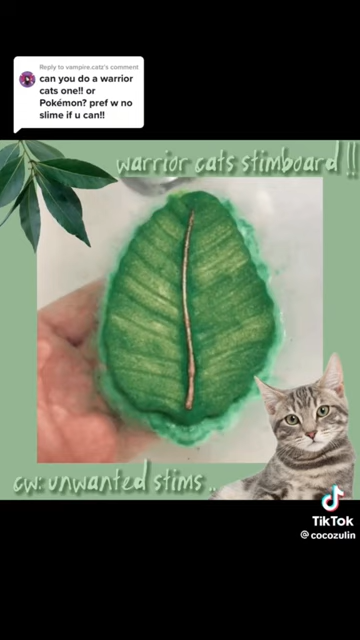 Reply to vampire.catz's comment
can you do a warrior
cats one!! or
Pokémon? pref w no
slime if u can!!
warrior cats stimboard !!
cw: unwanted stims ..
TikTok
@cocozulin